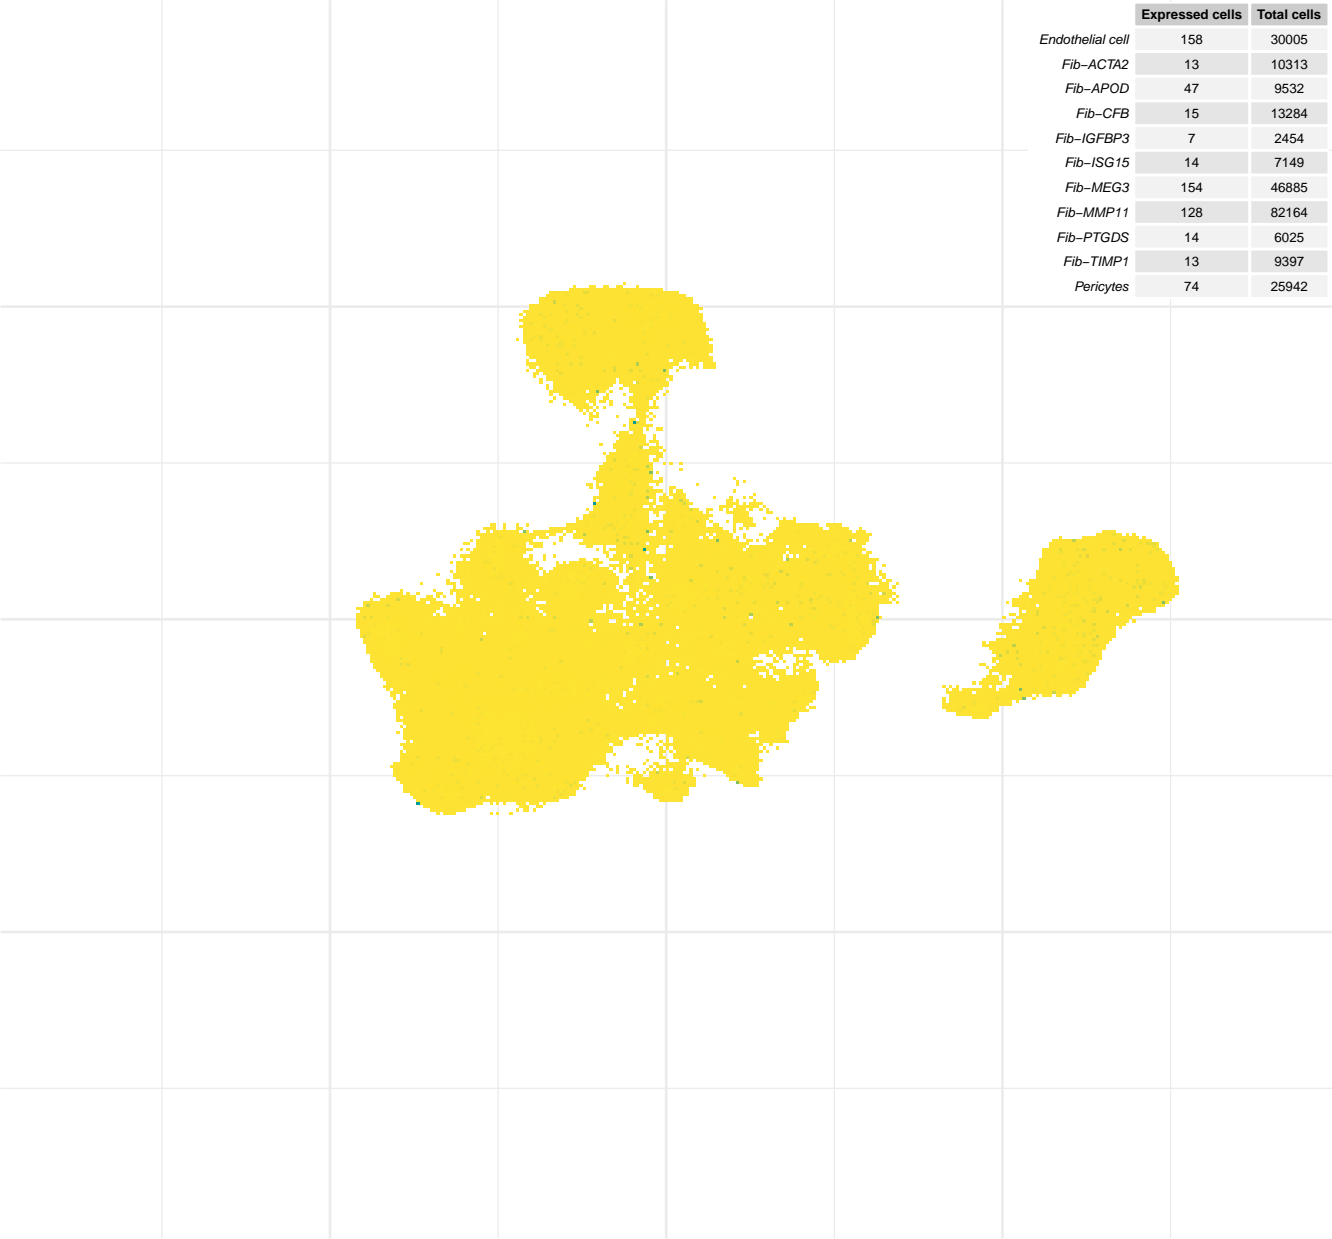 Expressed cells Total cells
Endothelial cell 158 30005
Fib−ACTA2 13 10313
Fib−APOD 47 9532
Fib−CFB 15 13284
Fib−IGFBP3 7 2454
Fib−ISG15 14 7149
Fib−MEG3 154 46885
Fib−MMP11 128 82164
Fib−PTGDS 14 6025
Fib−TIMP1 13 9397
Pericytes 74 25942